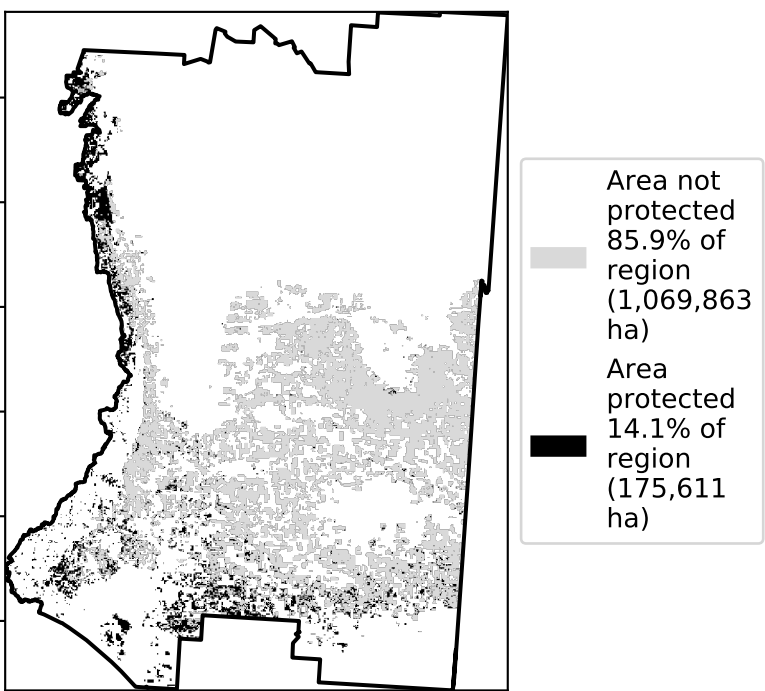 Area not
protected
85.9% of
region
(1,069,863
ha)
Area
protected
14.1% of
region
(175,611
ha)